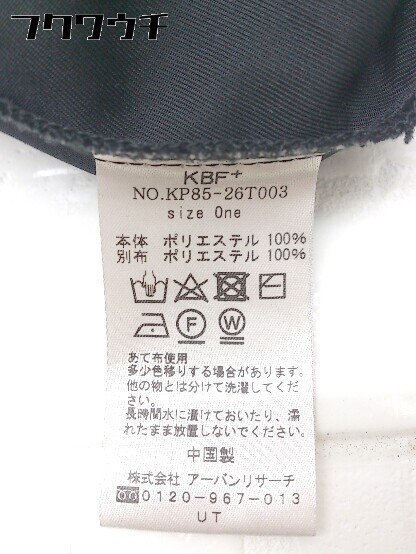 フクワウチ
KBF+
NO.KP85-26T003
size One
本体 ポリエステル 100%
別布 ポリエステル 100%
F
W
あて布使用
多少色移りする場合があります。
他の物とは分けて洗濯してくだ
さい。
長時間水に漬けておいたり、濡
れたまま放置しないでください。
中国製
株式会社 アーバンリサーチ
0120-967-013
UT